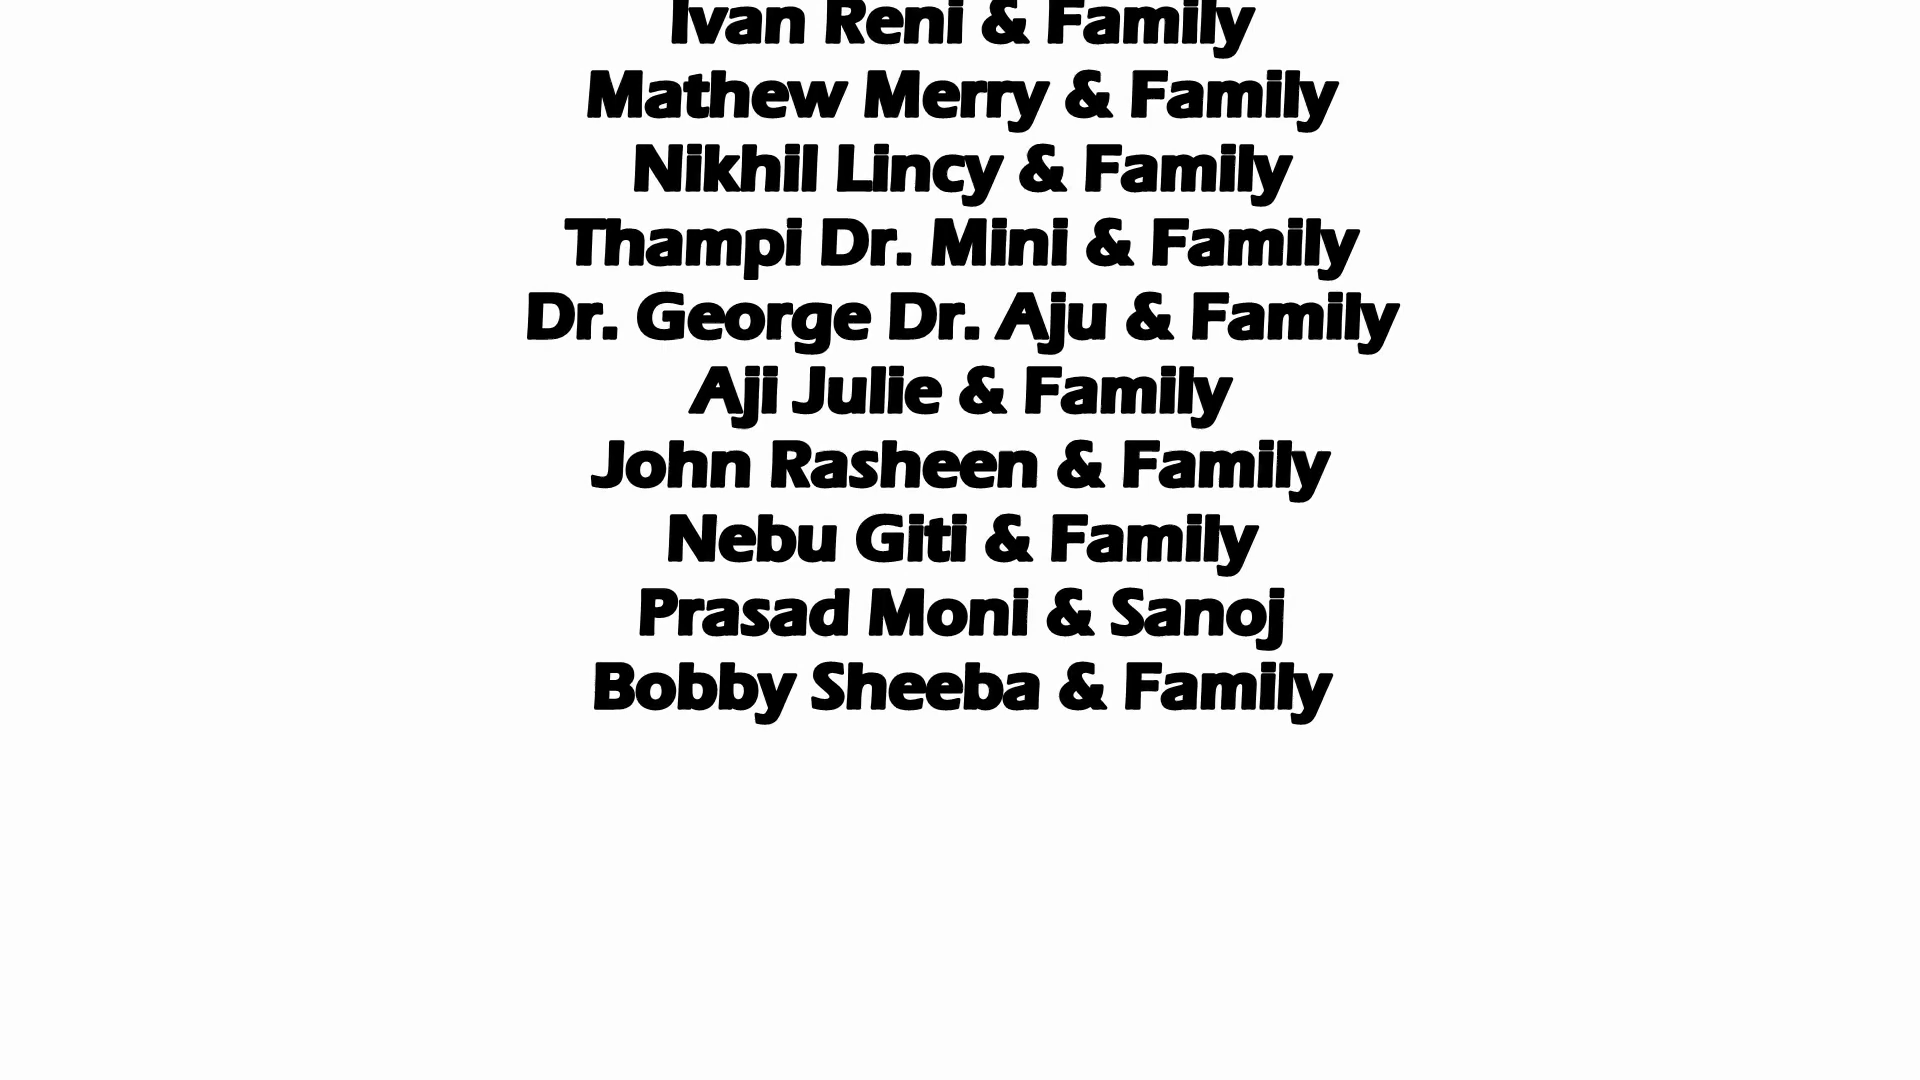 Ivan Reni & Family
Mathew Merry & Family
Nikhil Lincy & Family
Thampi Dr. Mini & Family
Dr. George Dr. Aju & Family
Aji Julie & Family
John Rasheen & Family
Nebu Giti & Family
Prasad Moni & Sanoj
Bobby Sheeba & Family